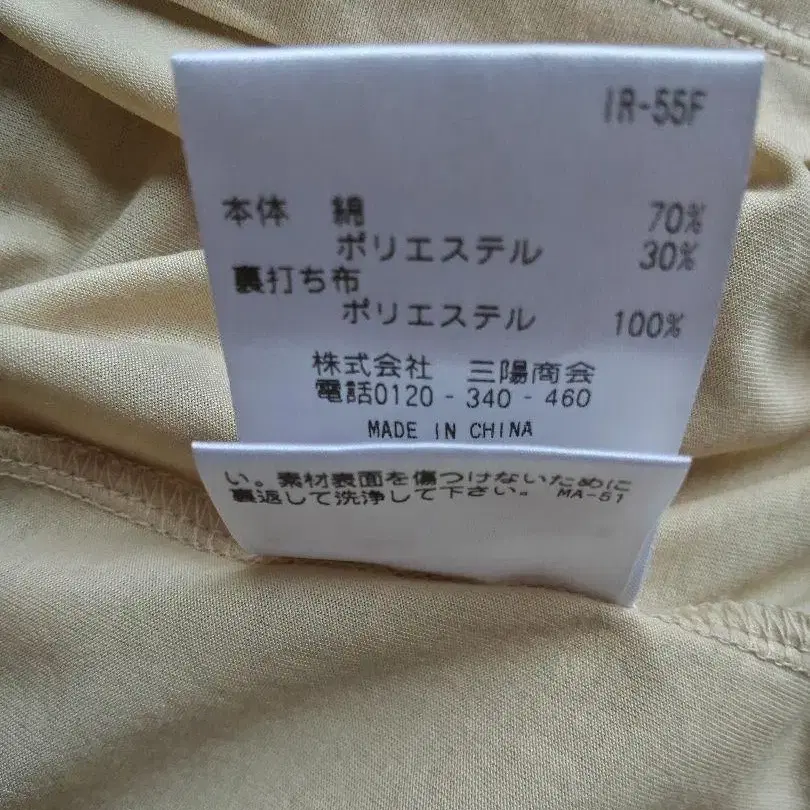 IR-55F
本体 綿 70%
ポリエステル 30%
裏打ち布
ポリエステル 100%
株式会社 三陽商会
電話0120-340-460
MADE IN CHINA
い。素材表面を傷つけないために
裏返して洗浄して下さい。 MA-51